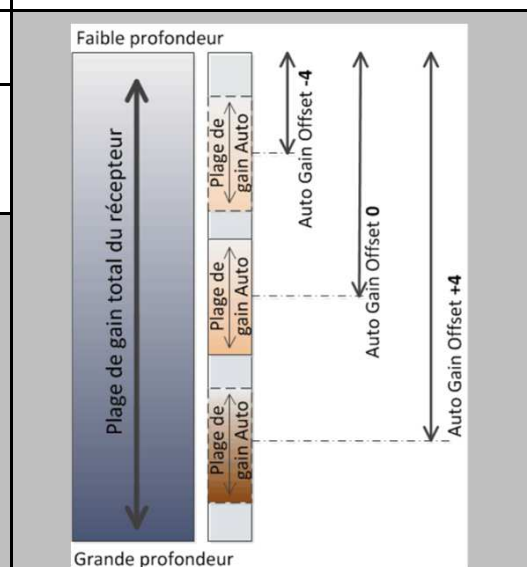 Faible profondeur
Plage de gain total du récepteur
Plage de
gain Auto
Plage de
gain Auto
Plage de
gain Auto
Auto Gain Offset -4
Auto Gain Offset 0
Auto Gain Offset +4
Grande profondeur